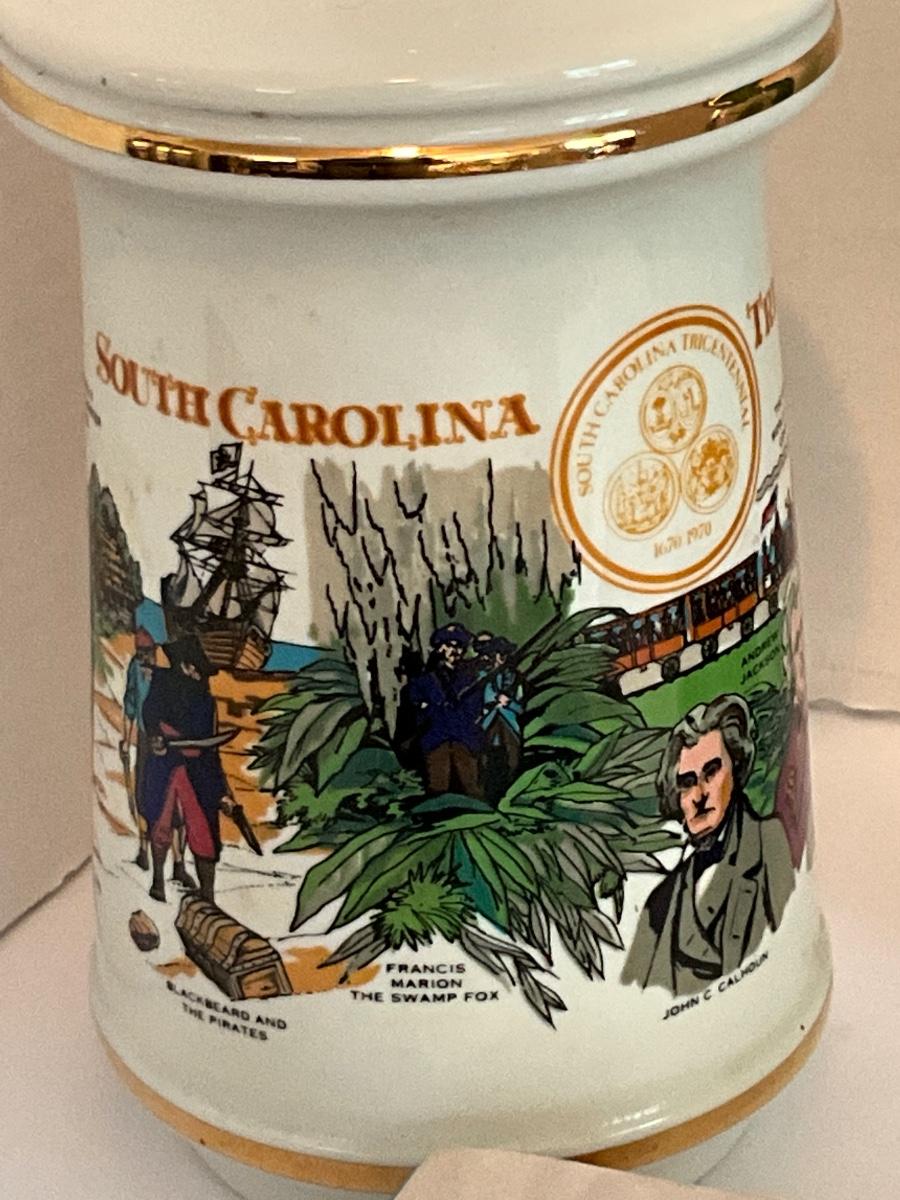 SOUTH CAROLINA
SOUTH CAROLINA TRICENTENNIAL
1670 1970
ANDREW
JACKSON
BLACKBEARD AND
THE PIRATES
FRANCIS
MARION
THE SWAMP FOX
JOHN C CALHOUN